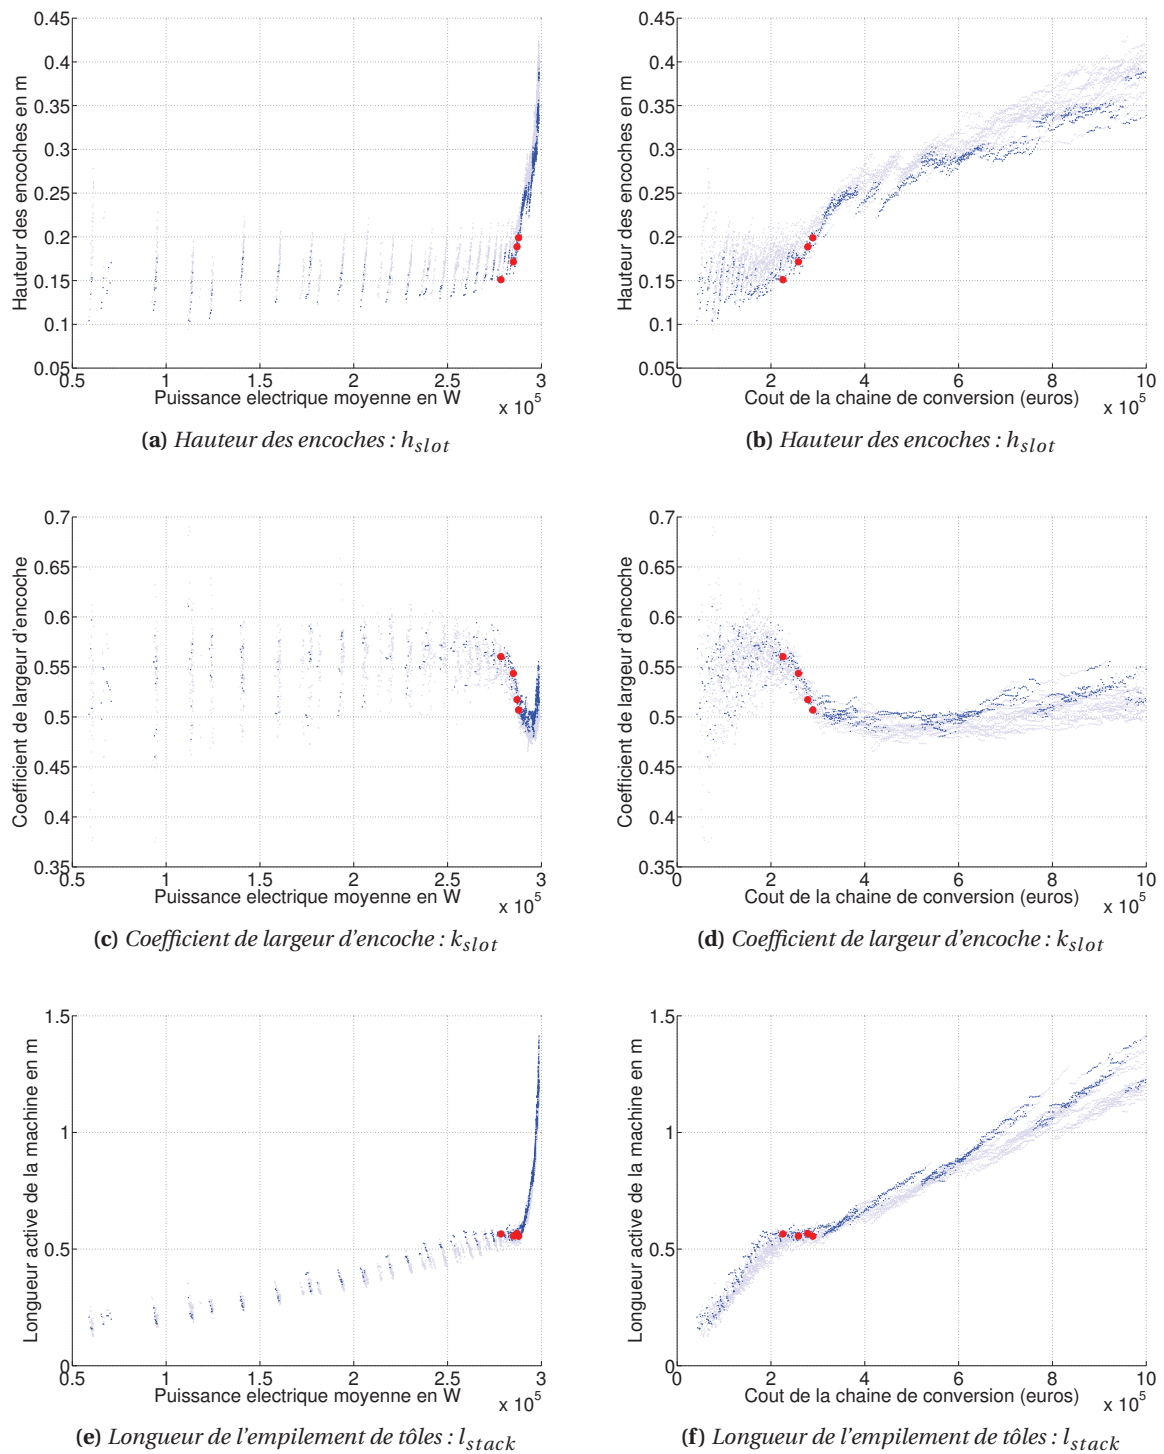 0.45
0.4
0.35
0.3
0.25
0.2
0.15
0.1
0.05
Hauteur des encoches en m
0.5 1 1.5 2 2.5 3
Puissance electrique moyenne en W
x 10^5
(a) Hauteur des encoches : h_slot
0.45
0.4
0.35
0.3
0.25
0.2
0.15
0.1
0.05
Hauteur des encoches en m
0 2 4 6 8 10
Cout de la chaine de conversion (euros)
x 10^5
(b) Hauteur des encoches : h_slot
0.7
0.65
0.6
0.55
0.5
0.45
0.4
0.35
Coefficient de largeur d'encoche
0.5 1 1.5 2 2.5 3
Puissance electrique moyenne en W
x 10^5
(c) Coefficient de largeur d'encoche : k_slot
0.7
0.65
0.6
0.55
0.5
0.45
0.4
0.35
Coefficient de largeur d'encoche
0 2 4 6 8 10
Cout de la chaine de conversion (euros)
x 10^5
(d) Coefficient de largeur d'encoche : k_slot
1.5
1
0.5
0
Longueur active de la machine en m
0.5 1 1.5 2 2.5 3
Puissance electrique moyenne en W
x 10^5
(e) Longueur de l'empilement de tôles : l_stack
1.5
1
0.5
0
Longueur active de la machine en m
0 2 4 6 8 10
Cout de la chaine de conversion (euros)
x 10^5
(f) Longueur de l'empilement de tôles : l_stack